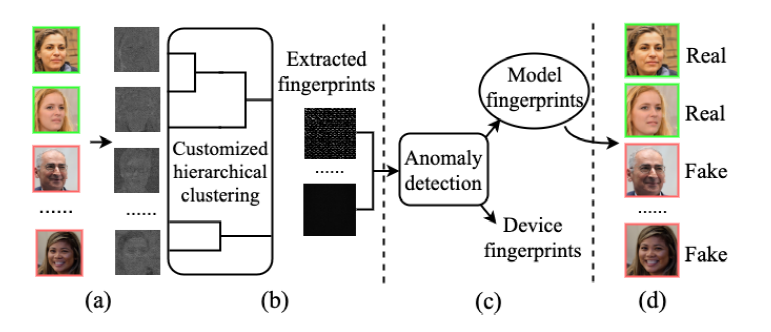 ......
......
(a)
Customized
hierarchical
clustering
Extracted
fingerprints
......
(b)
Anomaly
detection
Model
fingerprints
Device
fingerprints
(c)
Real
Real
Fake
......
Fake
(d)